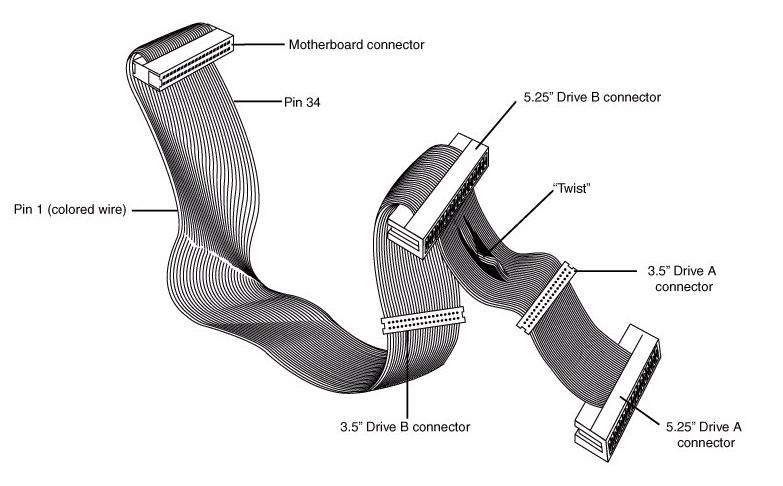 Motherboard connector
Pin 34
5.25” Drive B connector
“Twist”
Pin 1 (colored wire)
3.5” Drive A
connector
3.5” Drive B connector
5.25” Drive A
connector